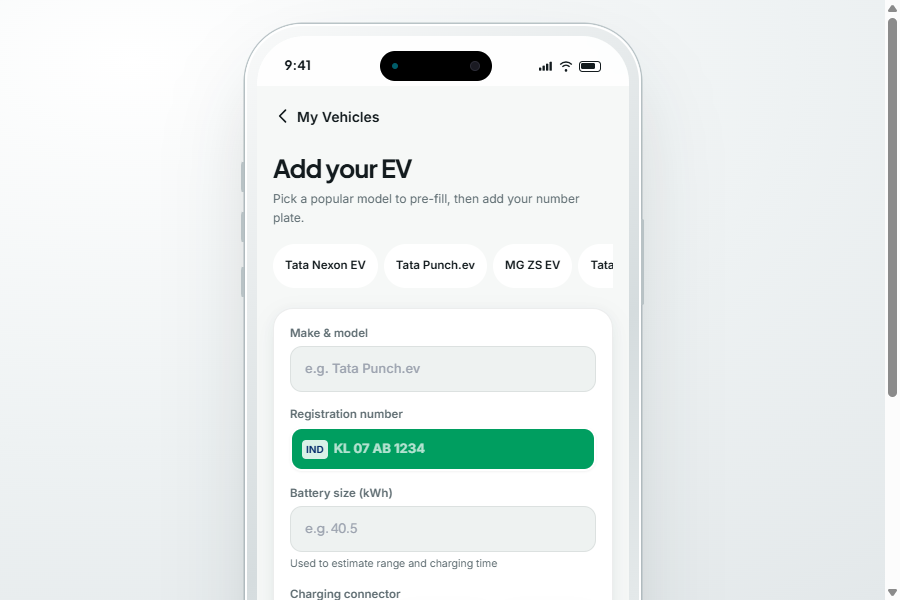 9:41
My Vehicles
Add your EV
Pick a popular model to pre-fill, then add your number
plate.
Tata Nexon EV
Tata Punch.ev
MG ZS EV
Tata
Make & model
e.g. Tata Punch.ev
Registration number
IND KL 07 AB 1234
Battery size (kWh)
e.g. 40.5
Used to estimate range and charging time
Charging connector